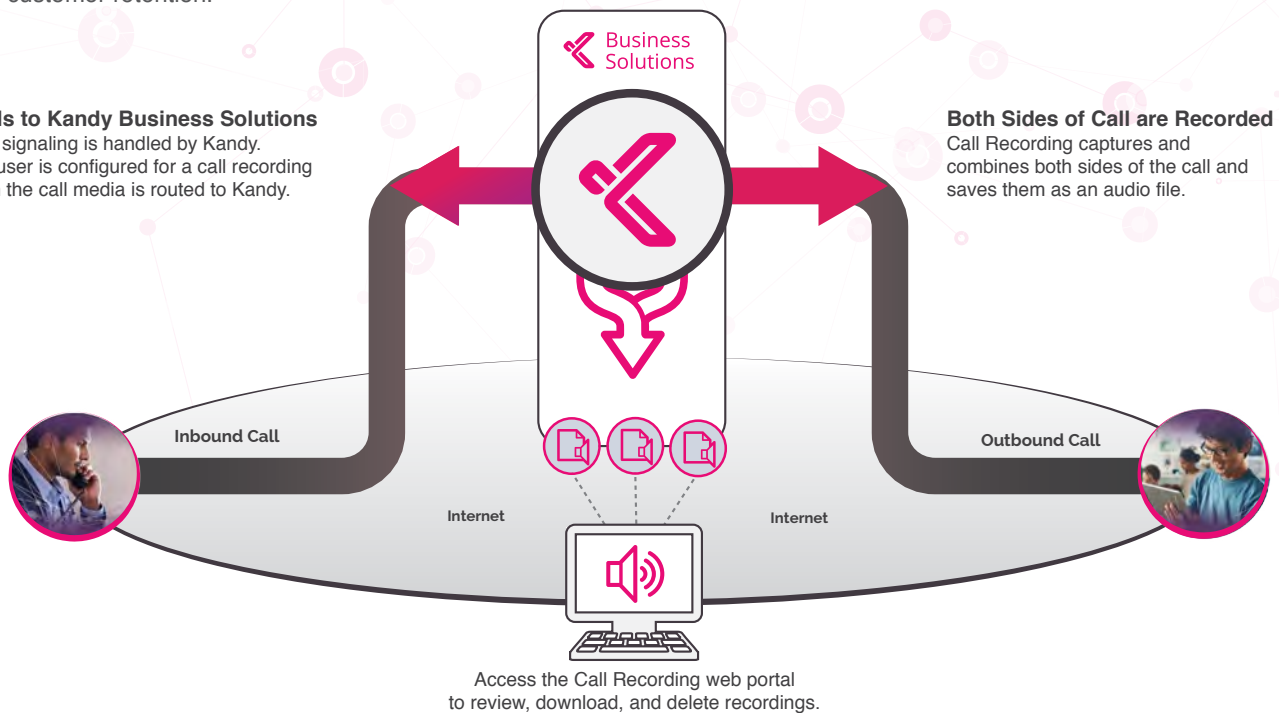 customer retention.
Business
Solutions
to Kandy Business Solutions
signaling is handled by Kandy.
user is configured for a call recording
the call media is routed to Kandy.
Both Sides of Call are Recorded
Call Recording captures and
combines both sides of the call and
saves them as an audio file.
Inbound Call
Outbound Call
Internet
Internet
Access the Call Recording web portal
to review, download, and delete recordings.